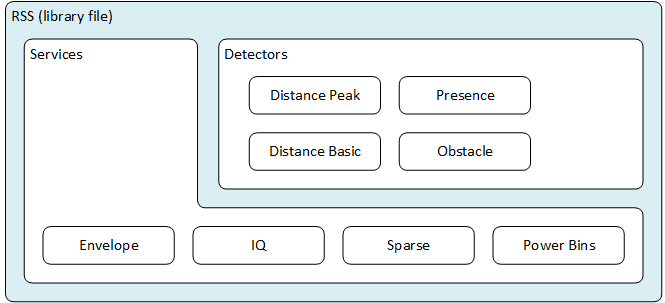 RSS (library file)
Services
Detectors
Distance Peak
Presence
Distance Basic
Obstacle
Envelope
IQ
Sparse
Power Bins